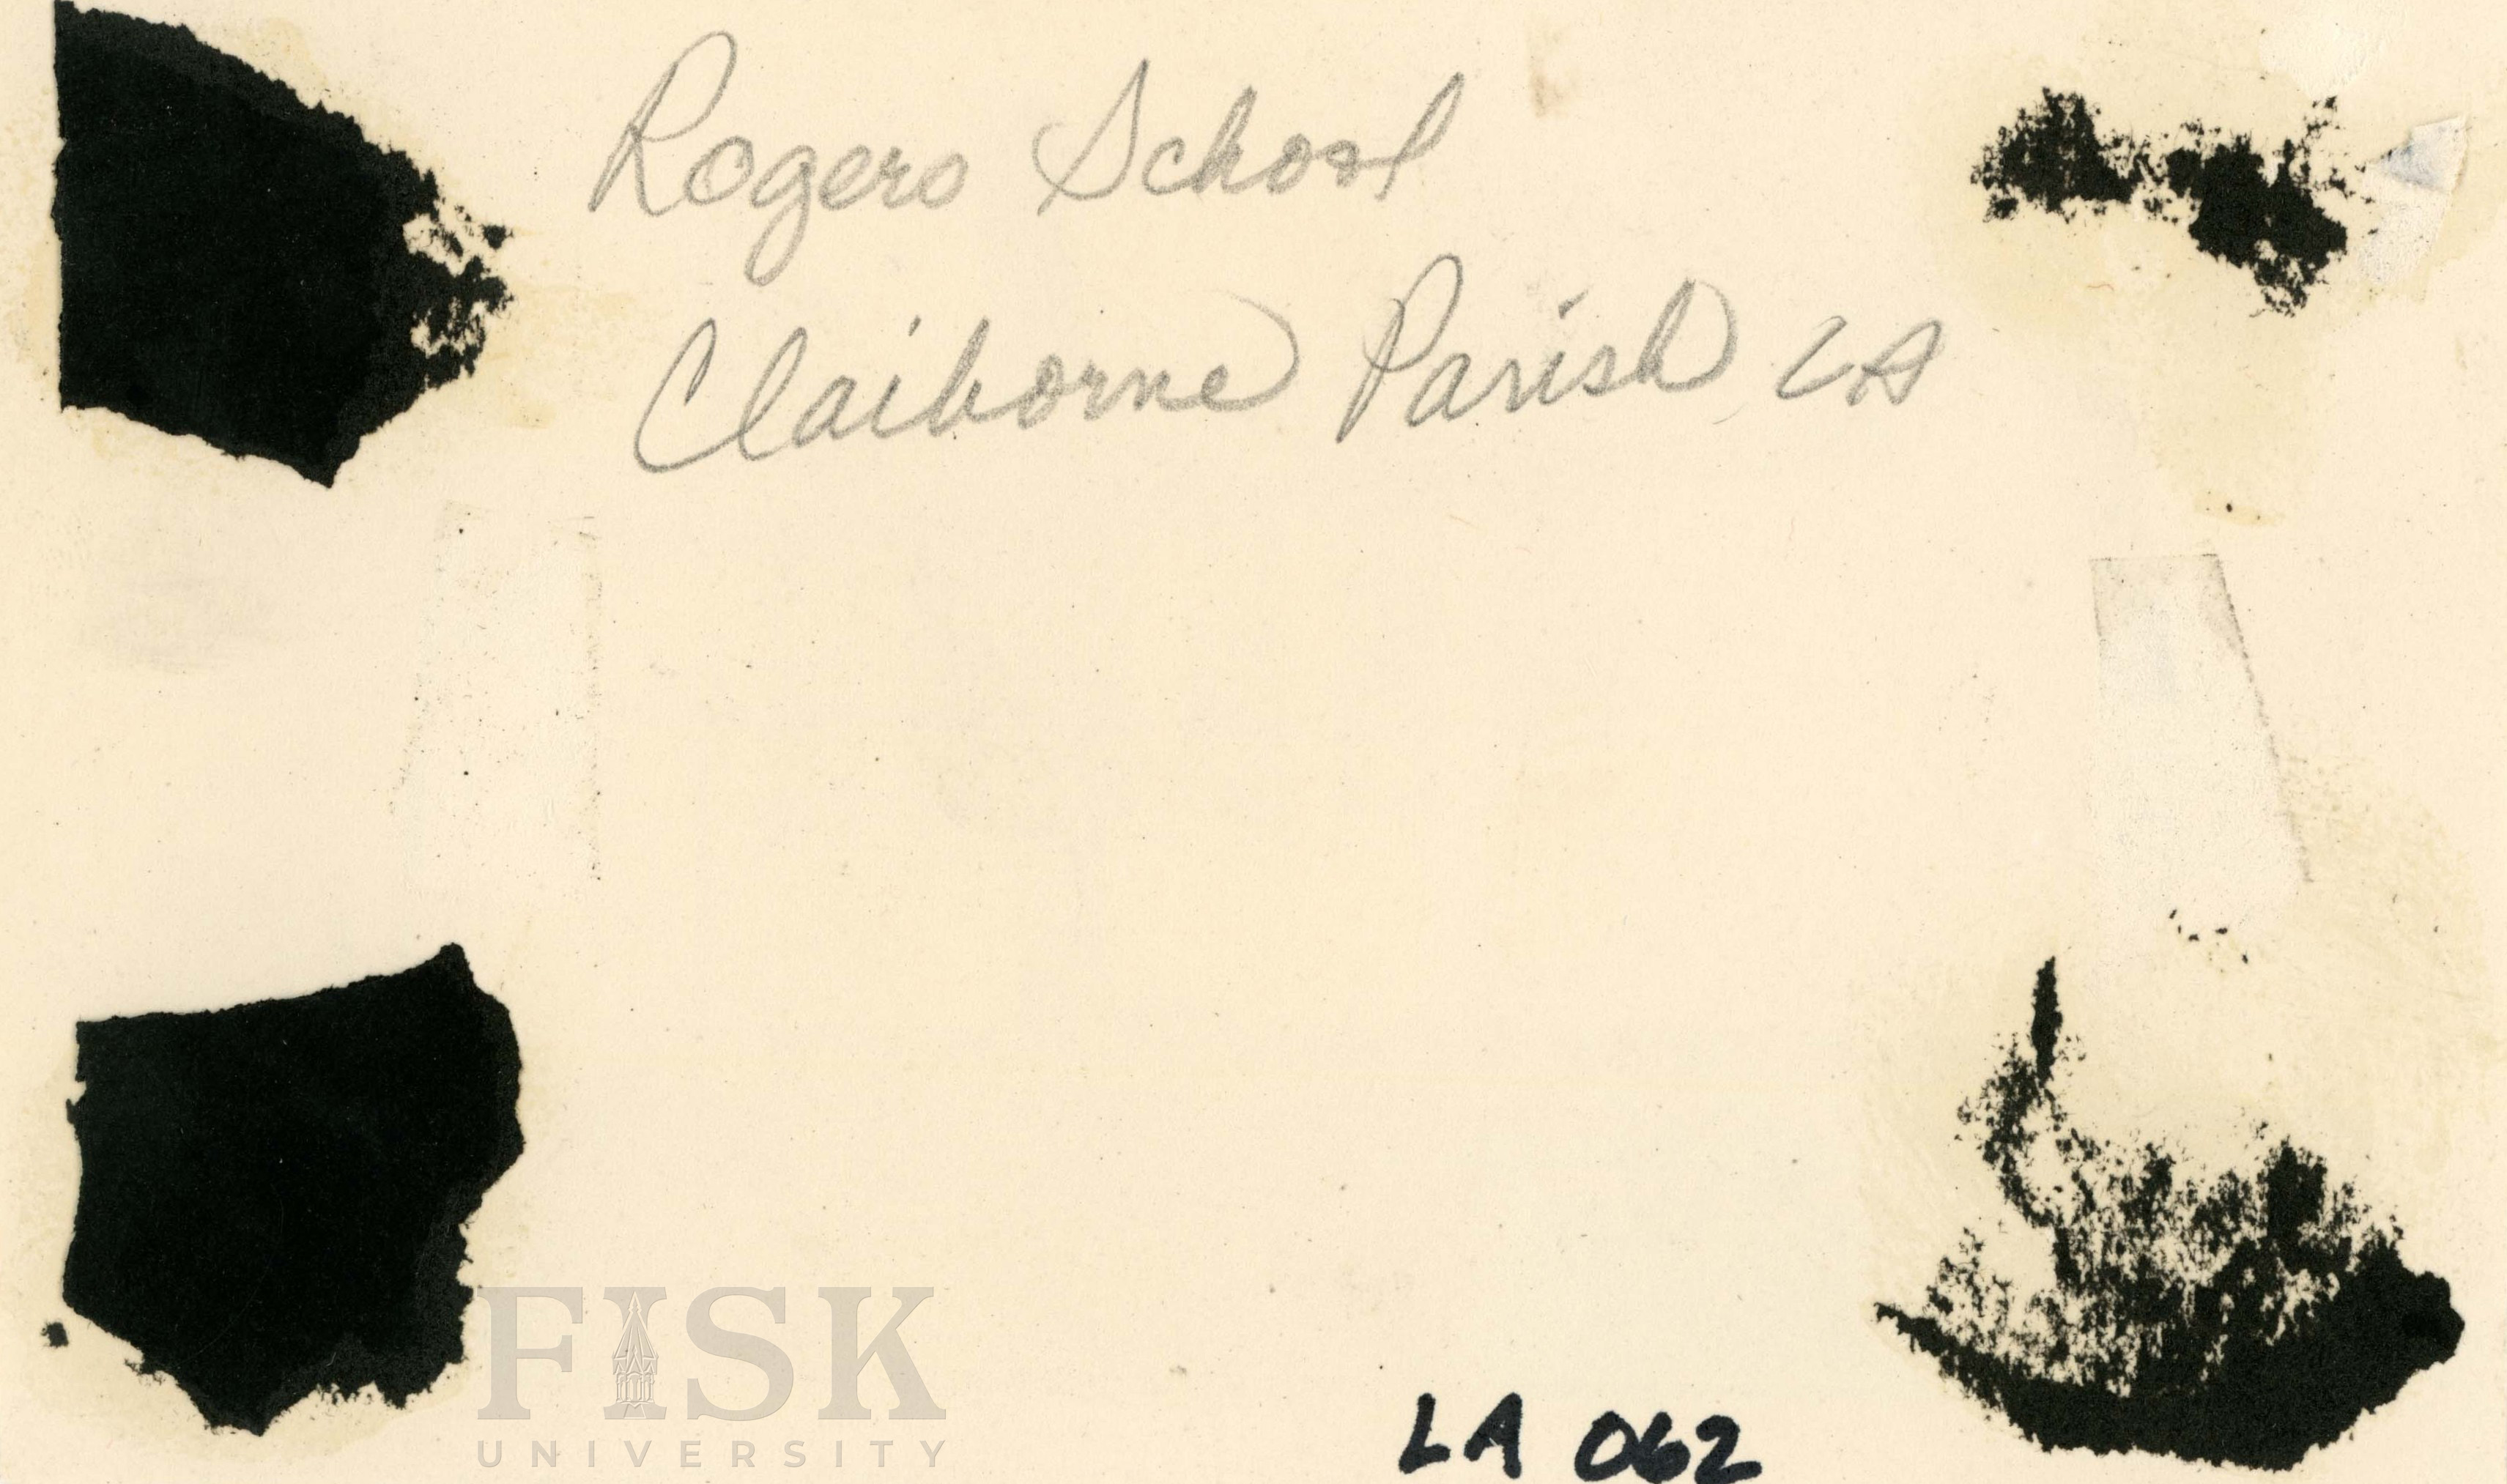 Rogers School
Claiborne Parish LA
FISK
UNIVERSITY
LA 062